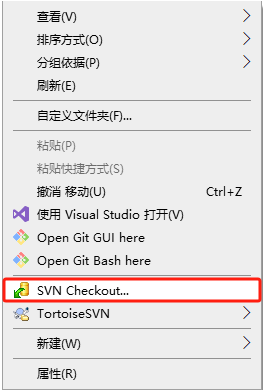 查看(V)
排序方式(O)
分组依据(P)
刷新(E)
自定义文件夹(F)...
粘贴(P)
粘贴快捷方式(S)
撤消 移动(U) Ctrl+Z
使用 Visual Studio 打开(V)
Open Git GUI here
Open Git Bash here
SVN Checkout...
TortoiseSVN
新建(W)
属性(R)